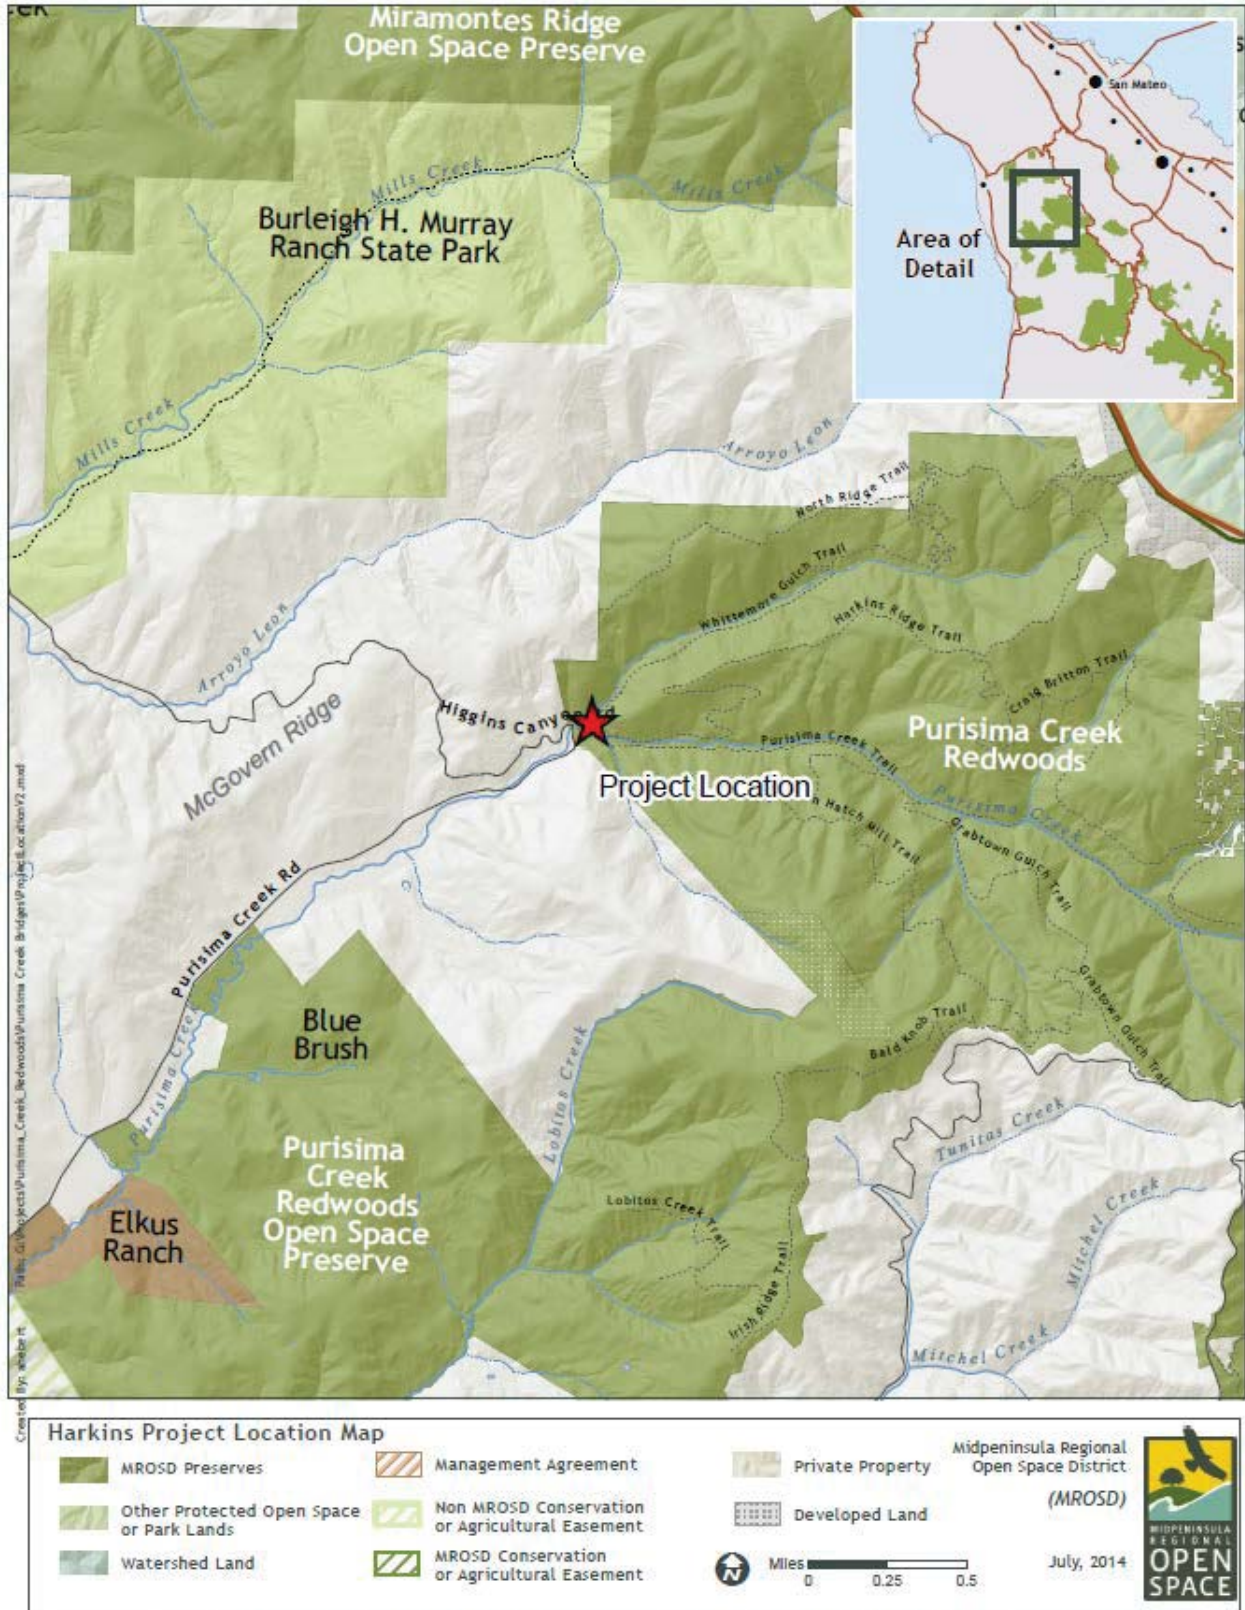 Miramontes Ridge
Open Space Preserve
San Mateo
Area of
Detail
Mills Creek
Mills Creek
Burleigh H. Murray
Ranch State Park
Mills Creek
Arroyo Leon
North Ridge Trail
Whittemore Gulch Trail
Harkins Ridge Trail
Arroyo Leon
Craig Britton Trail
McGovern Ridge
Higgins Canyon Rd
Purisima Creek
Redwoods
Purisima Creek Trail
Project Location
Purisima Creek
n Hatch Mill Trail
Grabtown Gulch Trail
Purisima Creek Rd
Grabtown Gulch Trail
Bald Knob Trail
Blue
Brush
Purisima Creek
Lobitos Creek
Tunitas Creek
Purisima
Creek
Redwoods
Open Space
Preserve
Lobitos Creek Trail
Mitchel Creek
Elkus
Ranch
Irish Ridge Trail
Mitchel Creek
Harkins Project Location Map
MROSD Preserves
Other Protected Open Space
or Park Lands
Watershed Land
Management Agreement
Non MROSD Conservation
or Agricultural Easement
MROSD Conservation
or Agricultural Easement
Private Property
Developed Land
N
Miles
0 0.25 0.5
Midpeninsula Regional
Open Space District
(MROSD)
July, 2014
MIDPENINSULA
REGIONAL
OPEN
SPACE